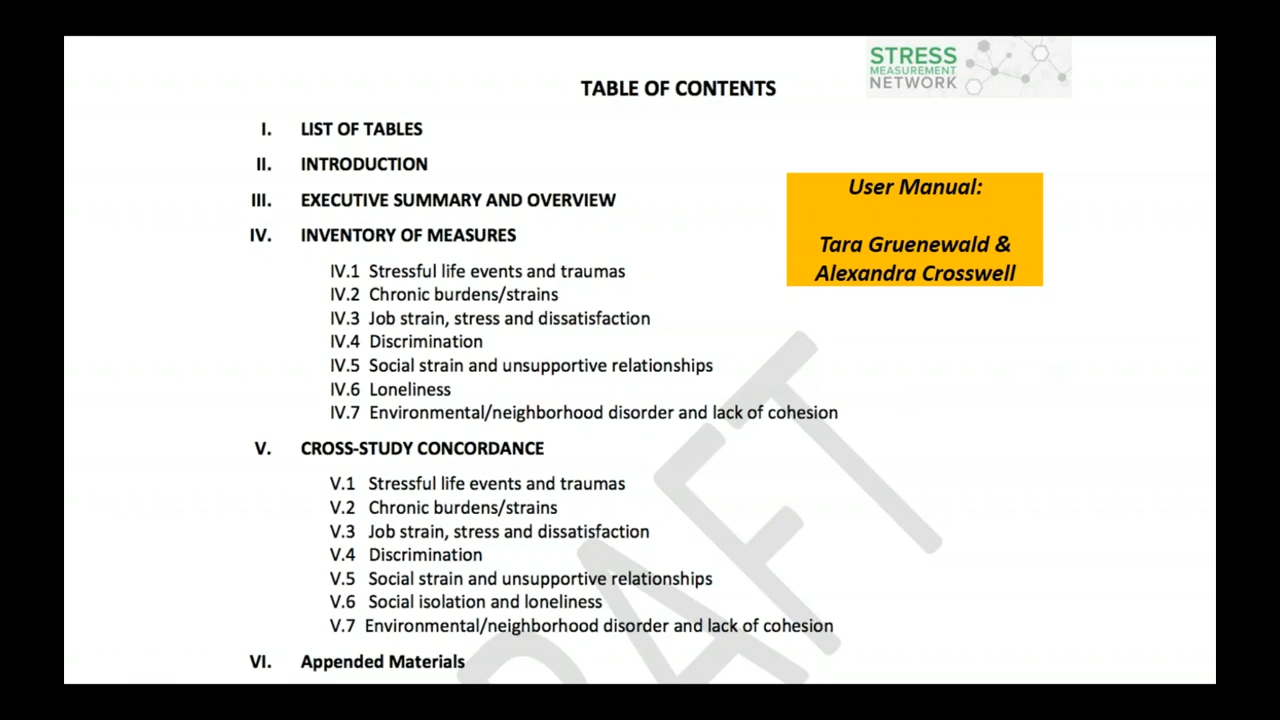 STRESS
MEASUREMENT
NETWORK
TABLE OF CONTENTS
I. LIST OF TABLES
II. INTRODUCTION
III. EXECUTIVE SUMMARY AND OVERVIEW
IV. INVENTORY OF MEASURES
IV.1 Stressful life events and traumas
IV.2 Chronic burdens/strains
IV.3 Job strain, stress and dissatisfaction
IV.4 Discrimination
IV.5 Social strain and unsupportive relationships
IV.6 Loneliness
IV.7 Environmental/neighborhood disorder and lack of cohesion
User Manual:
Tara Gruenewald &
Alexandra Crosswell
V. CROSS-STUDY CONCORDANCE
V.1 Stressful life events and traumas
V.2 Chronic burdens/strains
V.3 Job strain, stress and dissatisfaction
V.4 Discrimination
V.5 Social strain and unsupportive relationships
V.6 Social isolation and loneliness
V.7 Environmental/neighborhood disorder and lack of cohesion
VI. Appended Materials
RAFT